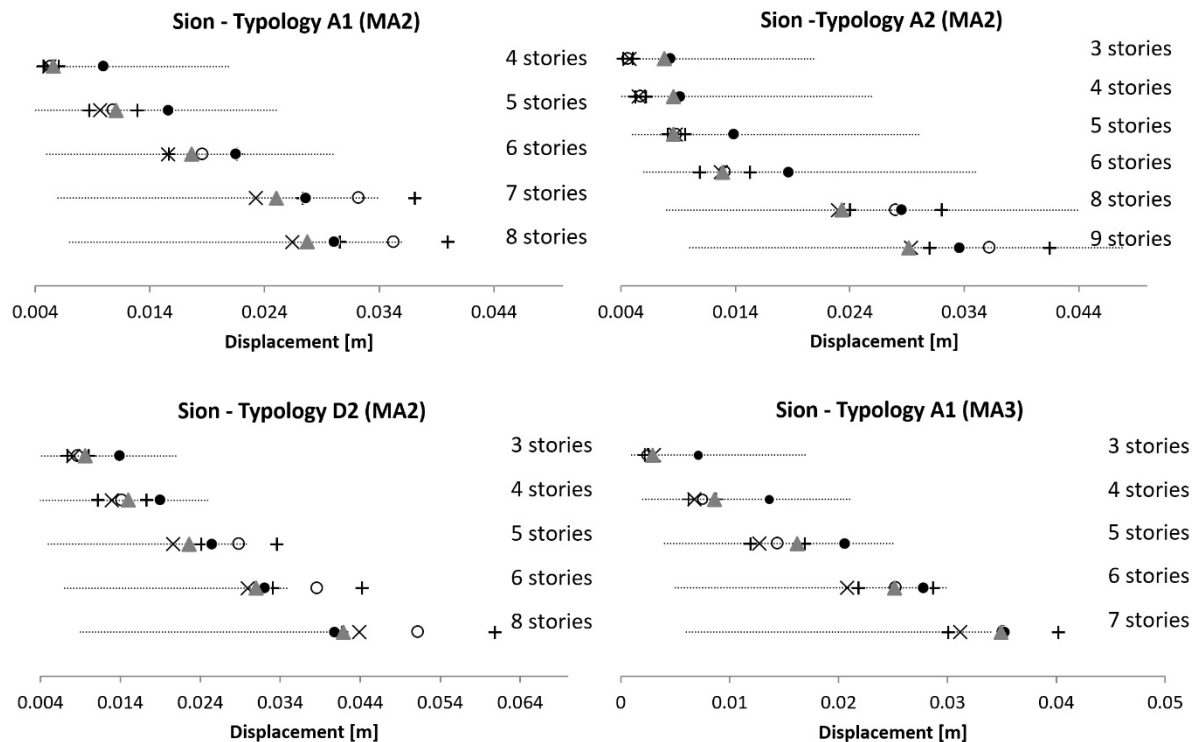 Sion - Typology A1 (MA2)
4 stories
5 stories
6 stories
7 stories
8 stories
0.004 0.014 0.024 0.034 0.044
Displacement [m]
Sion -Typology A2 (MA2)
3 stories
4 stories
5 stories
6 stories
8 stories
9 stories
0.004 0.014 0.024 0.034 0.044
Displacement [m]
Sion - Typology D2 (MA2)
3 stories
4 stories
5 stories
6 stories
8 stories
0.004 0.014 0.024 0.034 0.044 0.054 0.064
Displacement [m]
Sion - Typology A1 (MA3)
3 stories
4 stories
5 stories
6 stories
7 stories
0 0.01 0.02 0.03 0.04 0.05
Displacement [m]